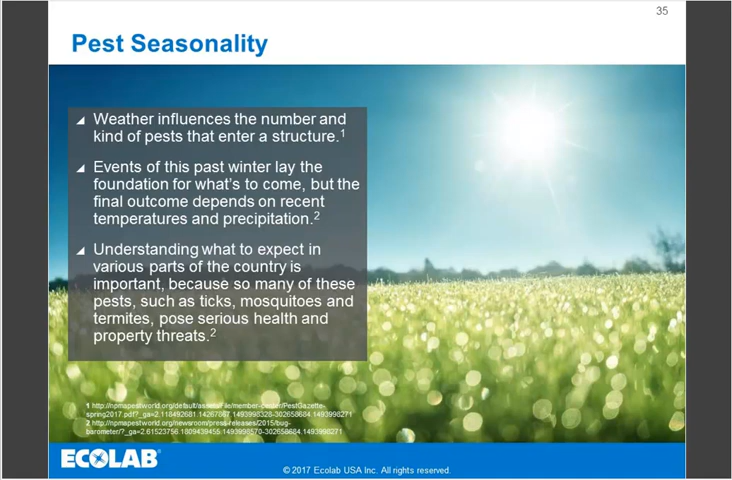 35
Pest Seasonality
Weather influences the number and
kind of pests that enter a structure.1
Events of this past winter lay the
foundation for what's to come, but the
final outcome depends on recent
temperatures and precipitation.2
Understanding what to expect in
various parts of the country is
important, because so many of these
pests, such as ticks, mosquitoes and
termites, pose serious health and
property threats.2
1 http://npmapestworld.org/default/assets/File/member-center/PestGazette-
spring2017.pdf?_ga=2.118492681.14267867.1493998328-302658684.1493998271
2 http://npmapestworld.org/newsroom/press-releases/2015/bug-
barometer/?_ga=2.61523756.1809439455.1493998570-302658684.1493998271
ECOLAB®
© 2017 Ecolab USA Inc. All rights reserved.